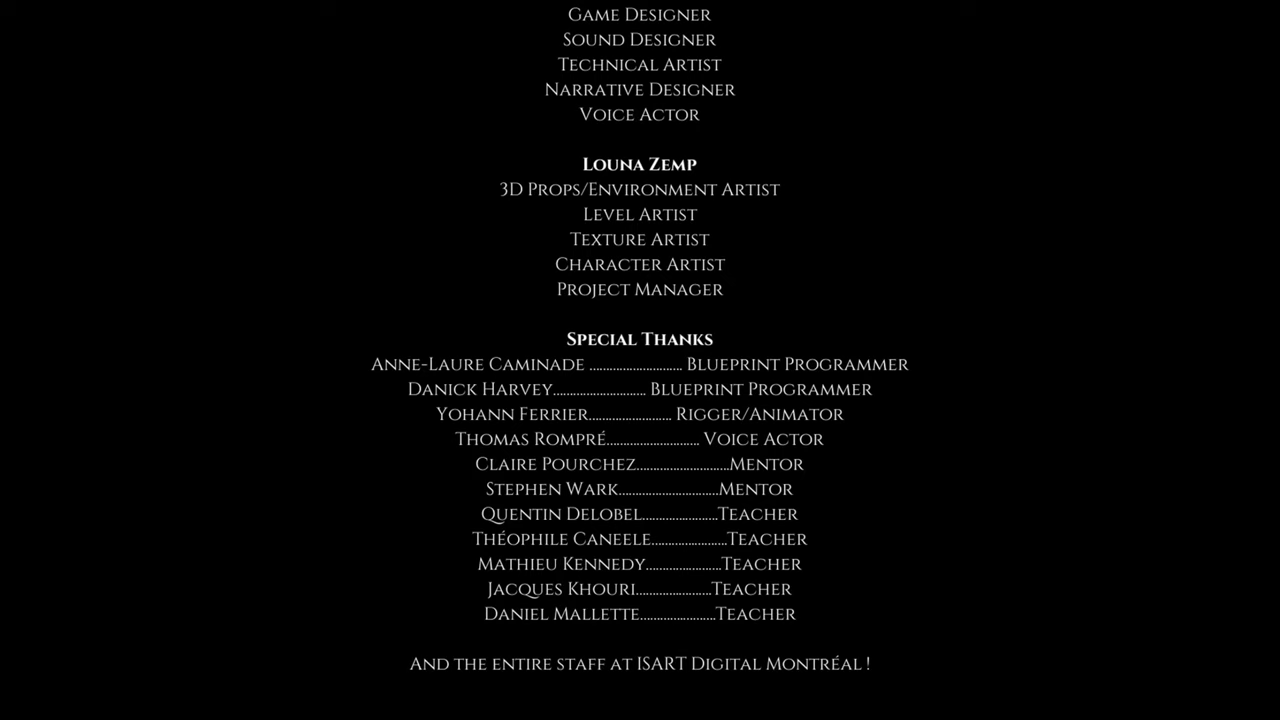 Game Designer
Sound Designer
Technical Artist
Narrative Designer
Voice Actor
Louna Zemp
3D Props/Environment Artist
Level Artist
Texture Artist
Character Artist
Project Manager
Special Thanks
Anne-Laure Caminade ............................ Blueprint Programmer
Danick Harvey............................ Blueprint Programmer
Yohann Ferrier......................... Rigger/Animator
Thomas Rompré............................ Voice Actor
Claire Pourchez............................Mentor
Stephen Wark..............................Mentor
Quentin Delobel.......................Teacher
Théophile Caneele.......................Teacher
Mathieu Kennedy.......................Teacher
Jacques Khouri.......................Teacher
Daniel Mallette.......................Teacher
And the entire staff at ISART Digital Montréal !